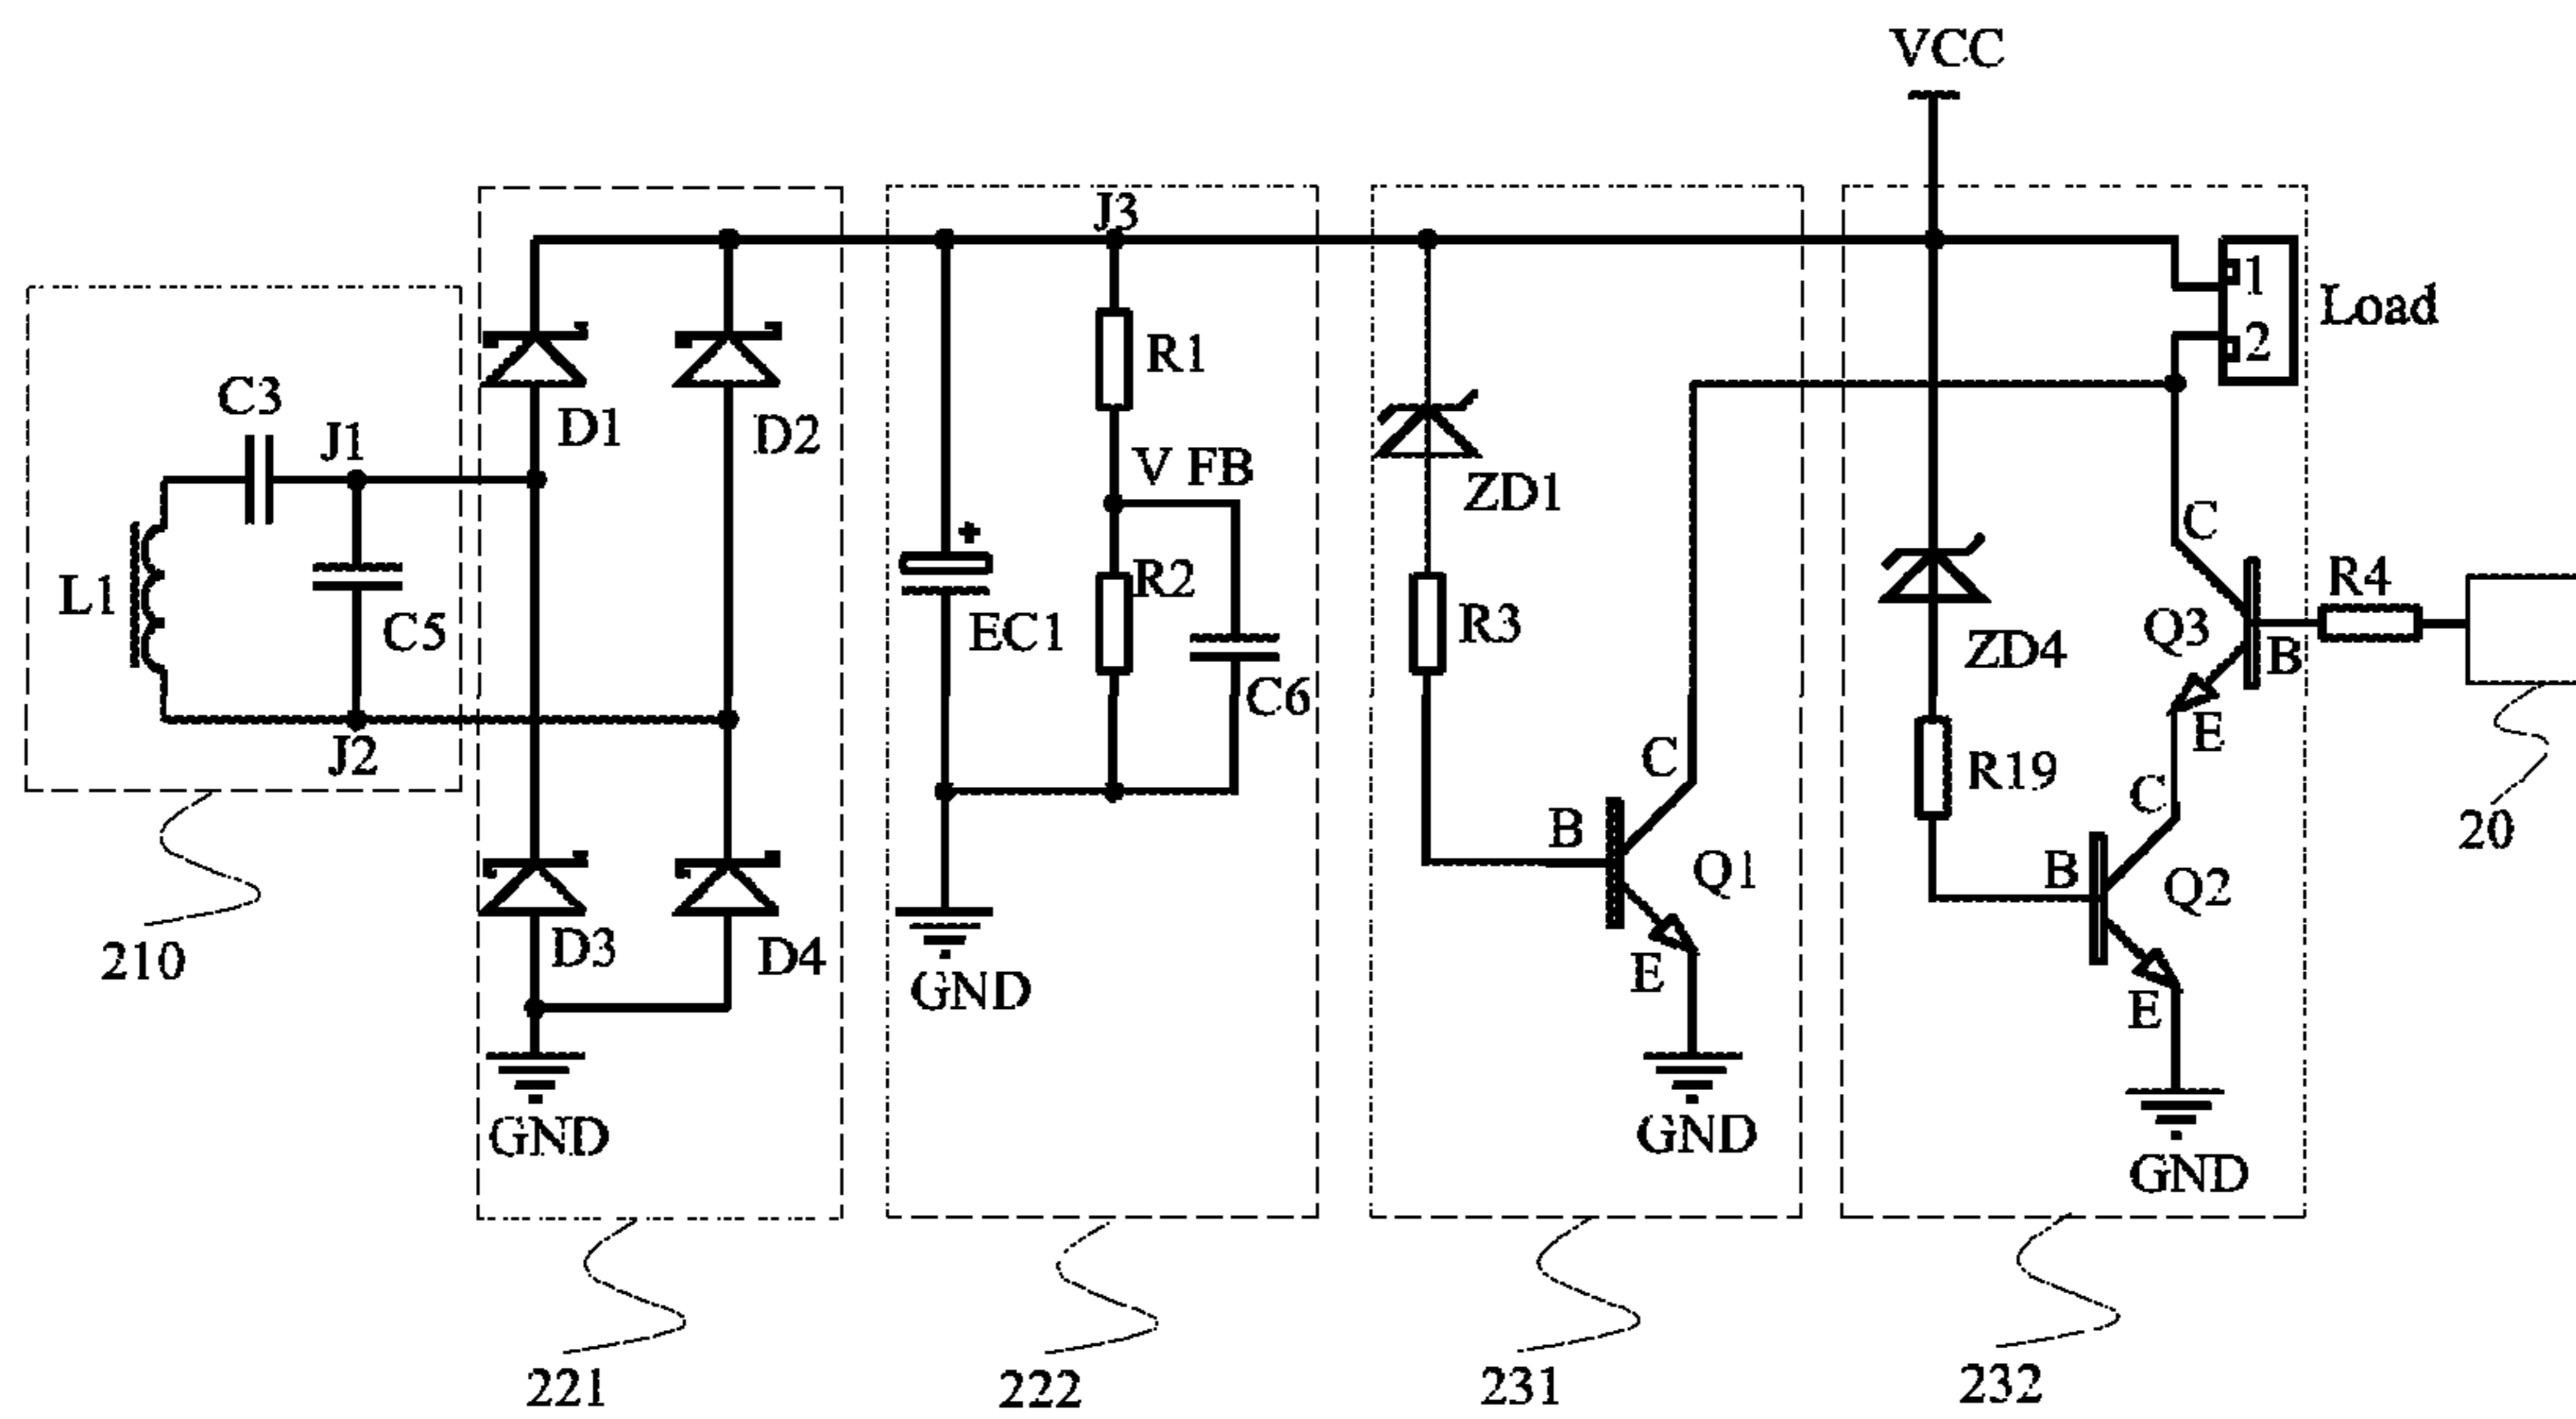 VCC
J3
1
Load
2
R1
C3
D1
D2
J1
V FB
ZD1
C
+
R2
R4
L1
C5
EC1
R3
Q3
B
ZD4
C6
E
J2
C
R19
C
B
20
Q1
B
Q2
D3
D4
210
E
GND
E
GND
GND
GND
221
222
231
232